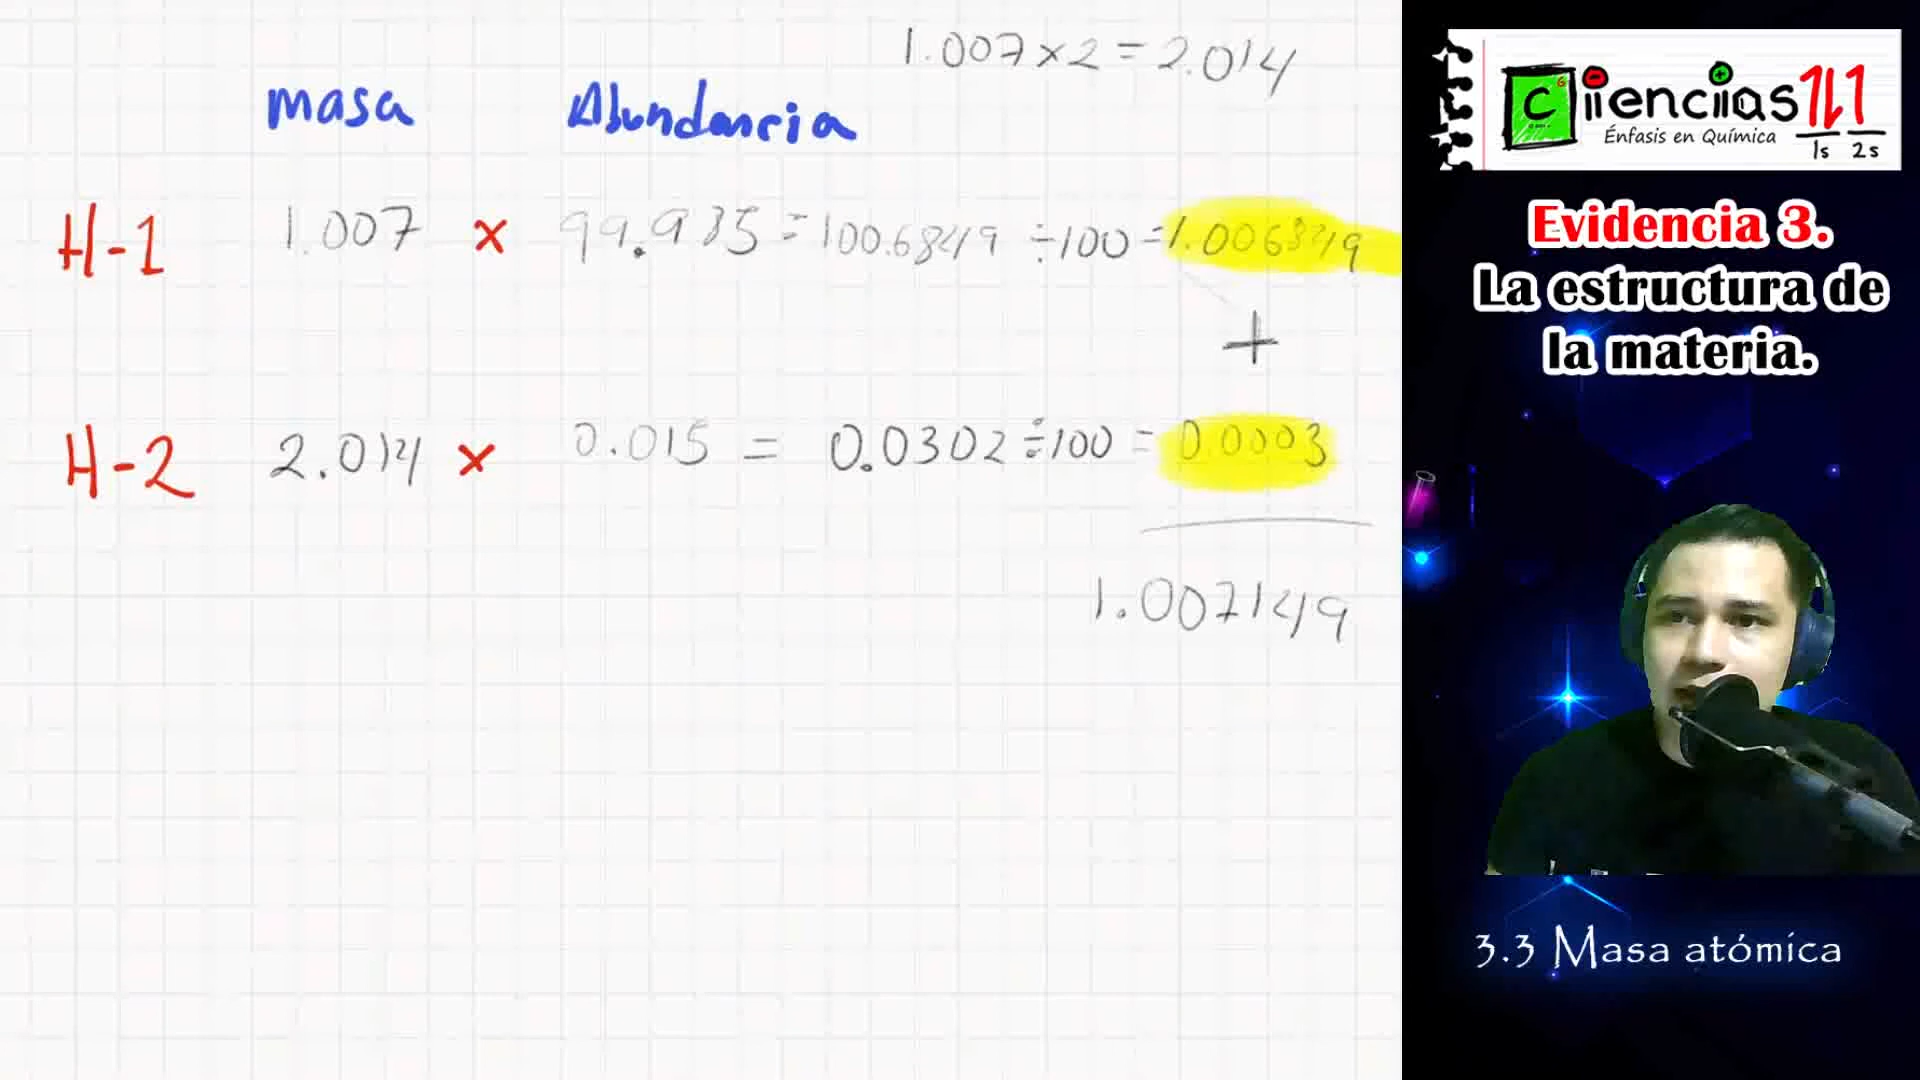 1.007 × 2 = 2.014
masa Abundancia
H-1 1.007 × 99.985 = 100.6849 ÷ 100 = 1.006849
+
H-2 2.014 × 0.015 = 0.0302 ÷ 100 = 0.0003
1.007149
Ciienciias 1L1
Énfasis en Química 1s 2s
Evidencia 3.
La estructura de
la materia.
3.3 Masa atómica